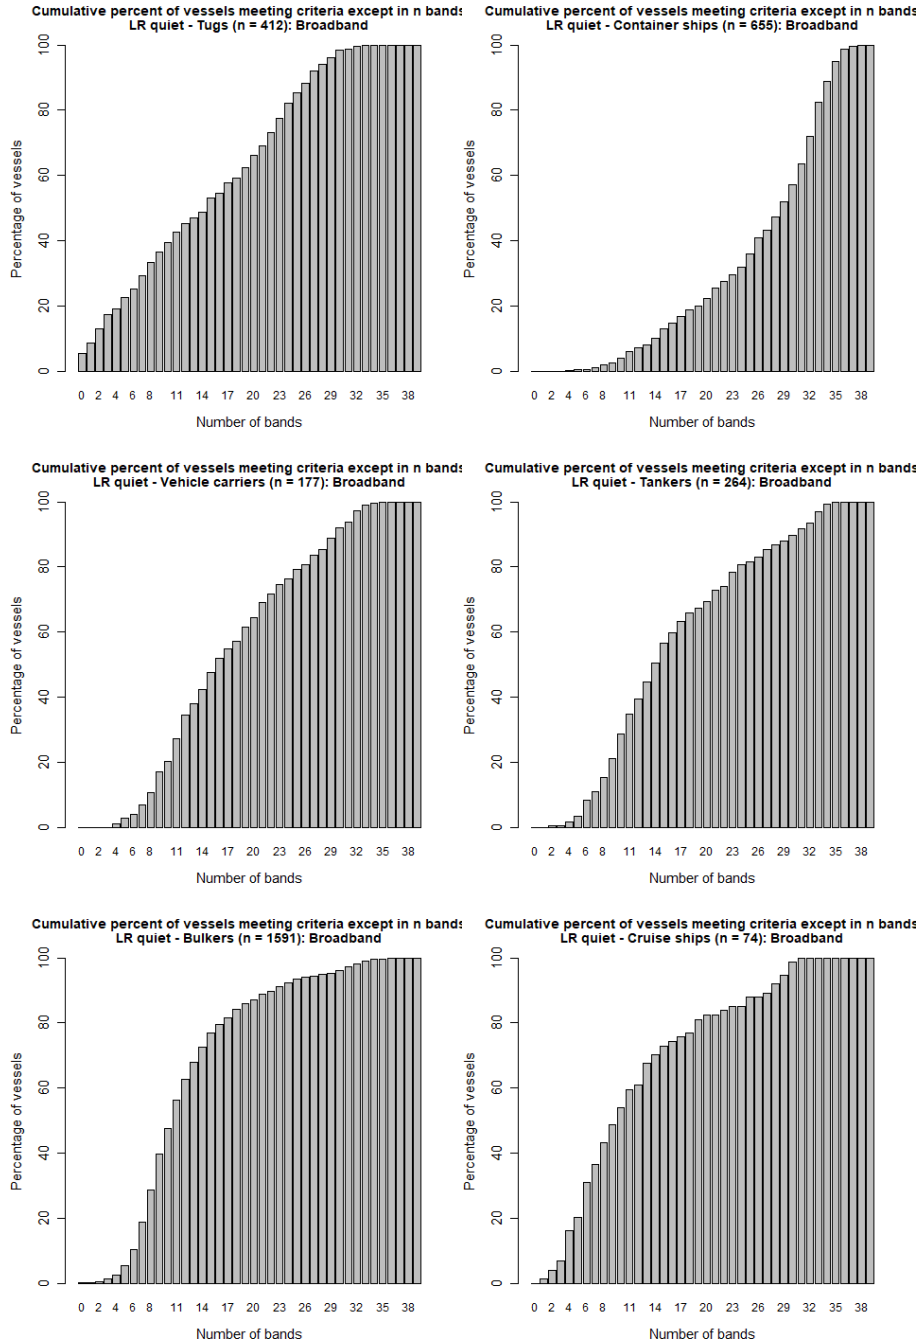 Cumulative percent of vessels meeting criteria except in n bands
LR quiet - Tugs (n = 412): Broadband
Percentage of vessels
100
80
60
40
20
0
0 2 4 6 8 11 14 17 20 23 26 29 32 35 38
Number of bands
Cumulative percent of vessels meeting criteria except in n bands
LR quiet - Container ships (n = 655): Broadband
Percentage of vessels
100
80
60
40
20
0
0 2 4 6 8 11 14 17 20 23 26 29 32 35 38
Number of bands
Cumulative percent of vessels meeting criteria except in n bands
LR quiet - Vehicle carriers (n = 177): Broadband
Percentage of vessels
100
80
60
40
20
0
0 2 4 6 8 11 14 17 20 23 26 29 32 35 38
Number of bands
Cumulative percent of vessels meeting criteria except in n bands
LR quiet - Tankers (n = 264): Broadband
Percentage of vessels
100
80
60
40
20
0
0 2 4 6 8 11 14 17 20 23 26 29 32 35 38
Number of bands
Cumulative percent of vessels meeting criteria except in n bands
LR quiet - Bulkers (n = 1591): Broadband
Percentage of vessels
100
80
60
40
20
0
0 2 4 6 8 11 14 17 20 23 26 29 32 35 38
Number of bands
Cumulative percent of vessels meeting criteria except in n bands
LR quiet - Cruise ships (n = 74): Broadband
Percentage of vessels
100
80
60
40
20
0
0 2 4 6 8 11 14 17 20 23 26 29 32 35 38
Number of bands